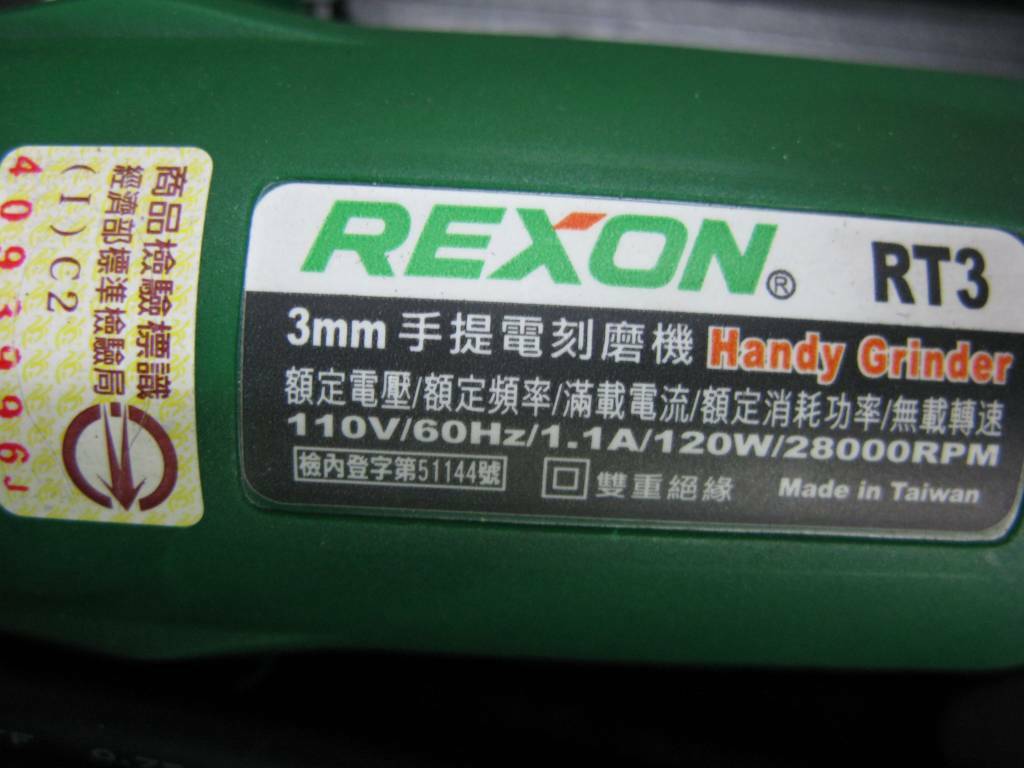 商品檢驗標識
經濟部標準檢驗局
(I)C2
REXON® RT3
3mm 手提電刻磨機 Handy Grinder
額定電壓/額定頻率/滿載電流/額定消耗功率/無載轉速
110V/60Hz/1.1A/120W/28000RPM
檢內登字第51144號 雙重絕緣 Made in Taiwan